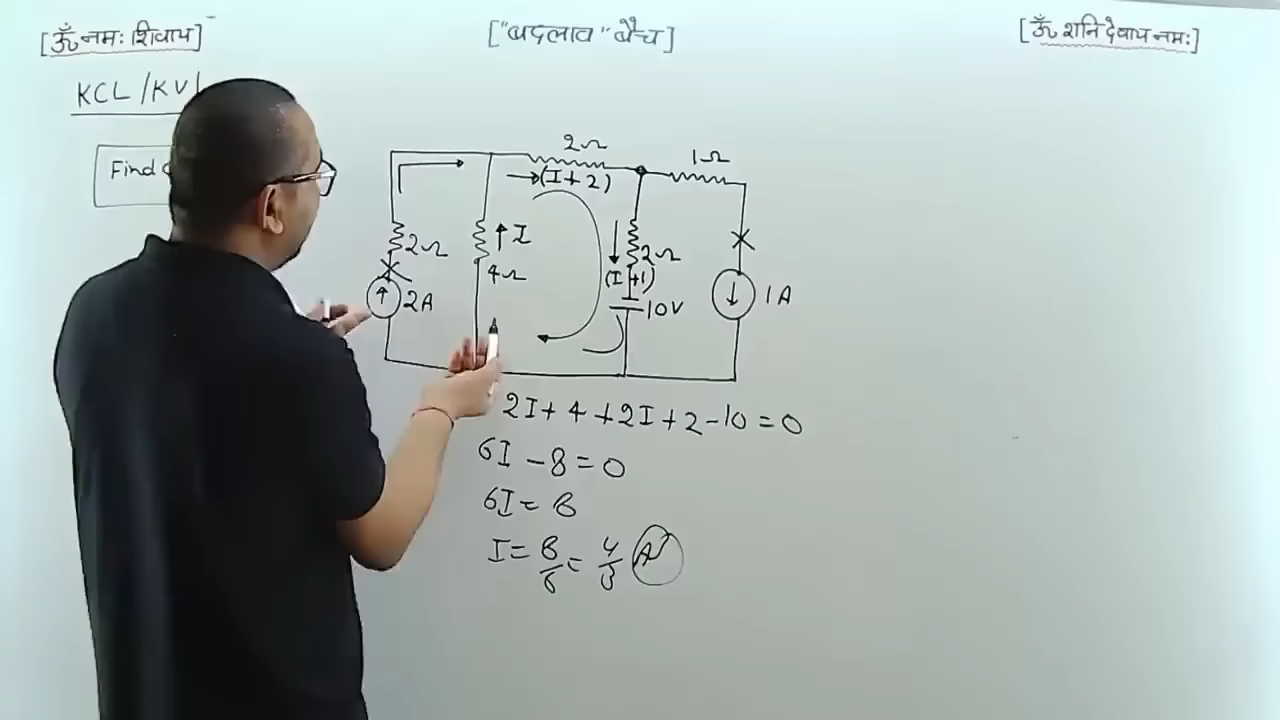 [ॐ नमः शिवाय]
["बदलाव" बैच]
[ॐ शनि देवाय नमः]
KCL/KV
Find
2Ω
1Ω
(I+2)
2Ω
I
4Ω
2Ω
(I+1)
2A
10V
1A
2I+4+2I+2-10=0
6I-8=0
6I=8
I=8/6=4/3 A